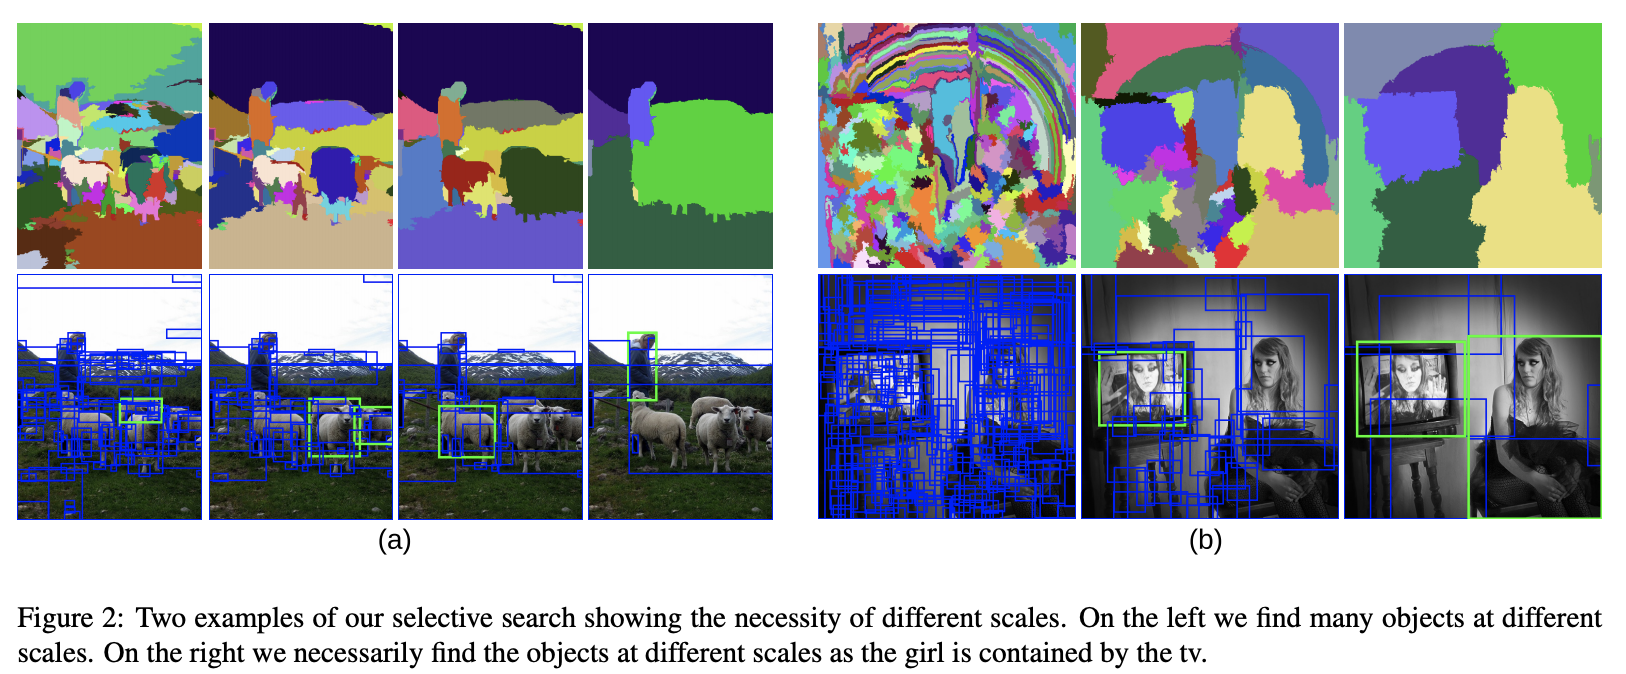 (a)
(b)
Figure 2: Two examples of our selective search showing the necessity of different scales. On the left we find many objects at different
scales. On the right we necessarily find the objects at different scales as the girl is contained by the tv.